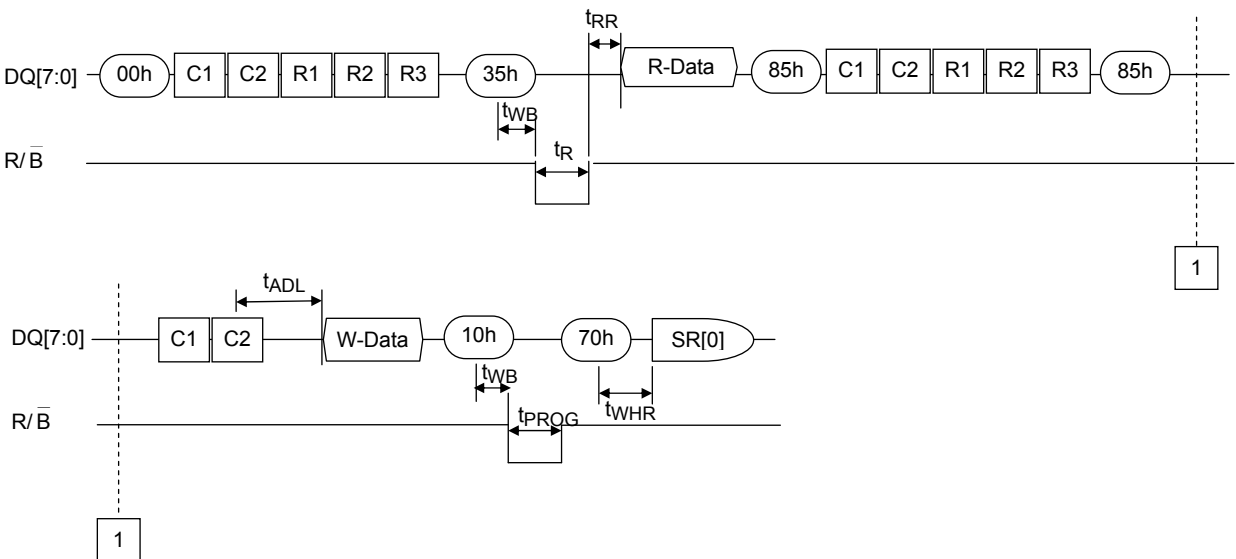 tRR
DQ[7:0] 00h C1 C2 R1 R2 R3 35h R-Data 85h C1 C2 R1 R2 R3 85h
tWB
R/B̅ tR
1
tADL
DQ[7:0] C1 C2 W-Data 10h 70h SR[0]
tWB
tWHR
R/B̅ tPROG
1